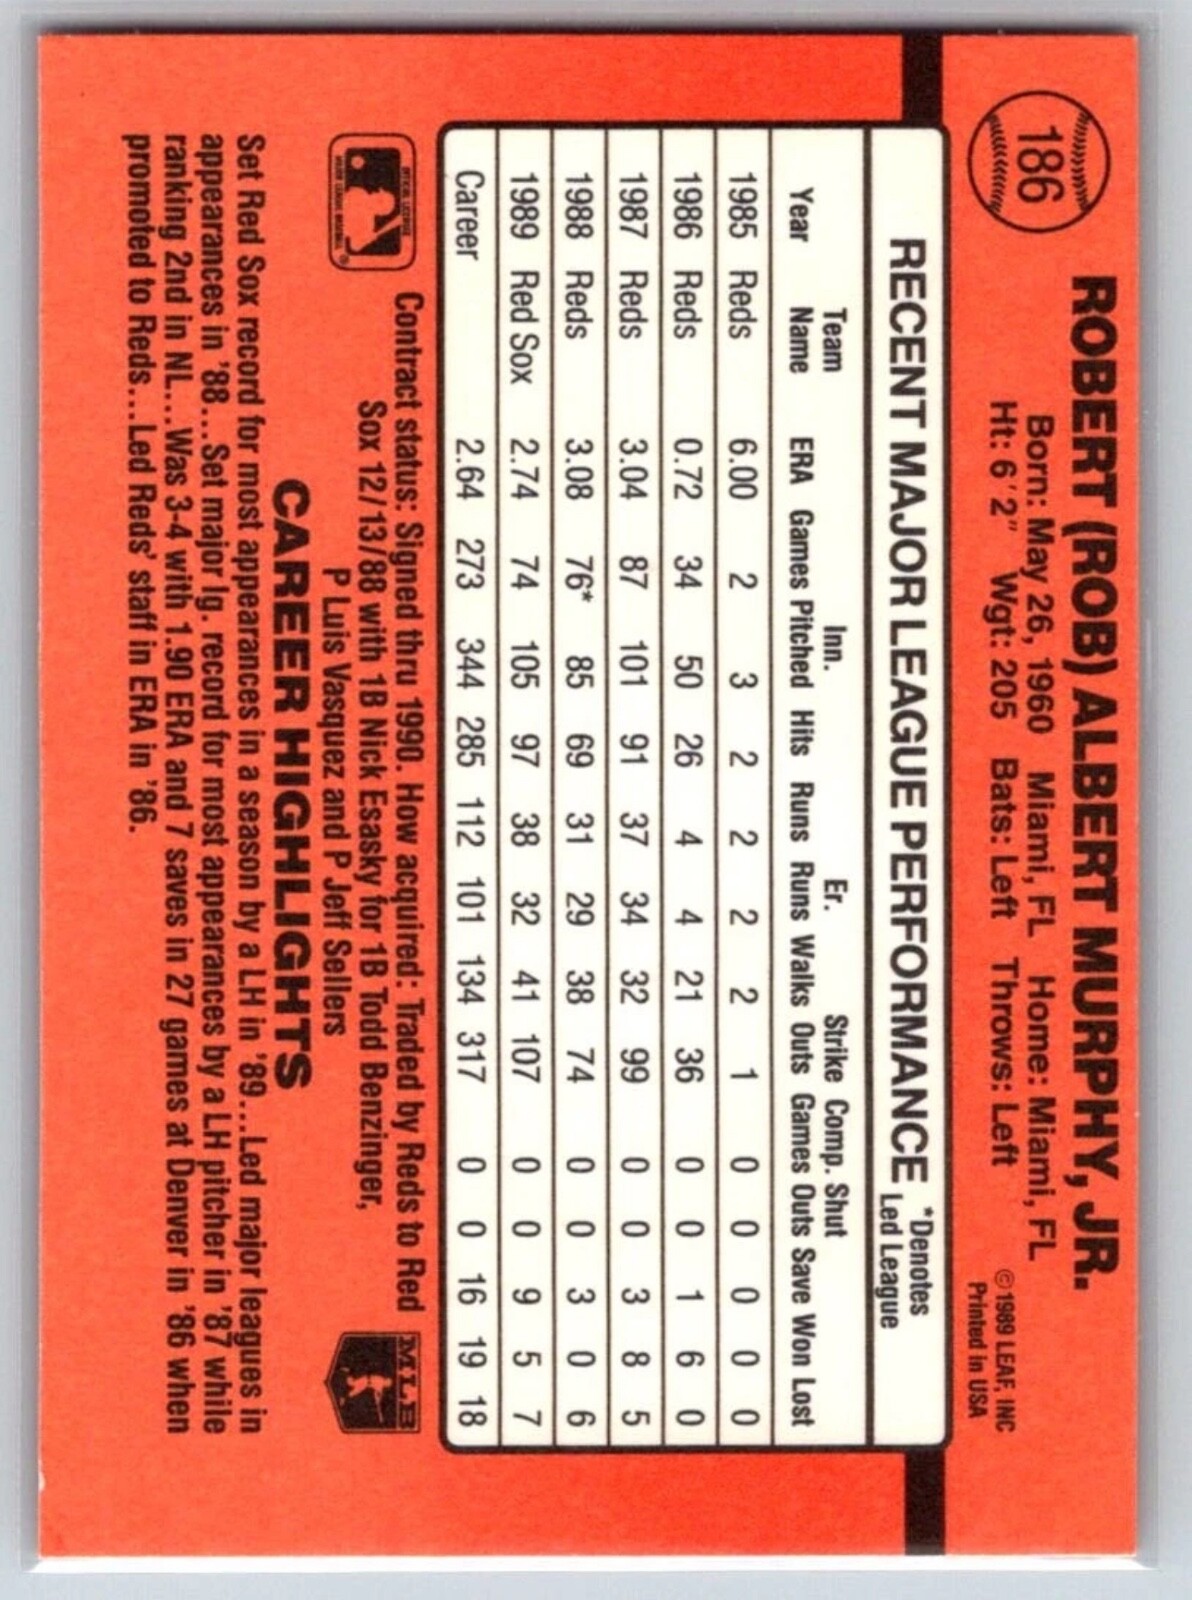 186
ROBERT (ROB) ALBERT MURPHY, JR.
Born: May 26, 1960 Miami, FL Home: Miami, FL
Ht: 6'2" Wgt: 205 Bats: Left Throws: Left
©1989 LEAF, INC
Printed in USA
RECENT MAJOR LEAGUE PERFORMANCE *Denotes Led League
Team Inn. Er. Strike Comp. Shut
Year Name ERA Games Pitched Hits Runs Runs Walks Outs Games Outs Save Won Lost
1985 Reds 6.00 2 3 2 2 2 2 1 0 0 0 0 0
1986 Reds 0.72 34 50 26 4 4 21 36 0 0 1 6 0
1987 Reds 3.04 87 101 91 37 34 32 99 0 0 3 8 5
1988 Reds 3.08 76* 85 69 31 29 38 74 0 0 3 0 6
1989 Red Sox 2.74 74 105 97 38 32 41 107 0 0 9 5 7
Career 2.64 273 344 285 112 101 134 317 0 0 16 19 18
Contract status: Signed thru 1990. How acquired: Traded by Reds to Red
Sox 12/13/88 with 1B Nick Esasky for 1B Todd Benzinger,
P Luis Vasquez and P Jeff Sellers
OFFICIAL LICENSEE
MAJOR LEAGUE BASEBALL
®
MLB
CAREER HIGHLIGHTS
Set Red Sox record for most appearances in a season by a LH in '89...Led major leagues in
appearances in '88...Set major lg. record for most appearances by a LH pitcher in '87 while
ranking 2nd in NL...Was 3-4 with 1.90 ERA and 7 saves in 27 games at Denver in '86 when
promoted to Reds...Led Reds' staff in ERA in '86.